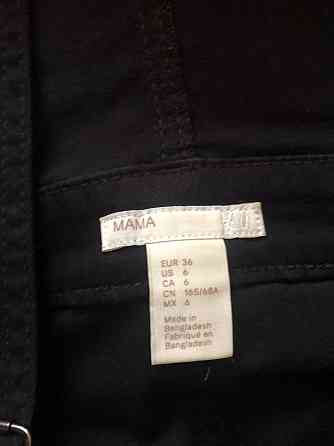 MAMA
EUR 36
US 6
CA 6
CN 165/68A
MX 6
Made in
Bangladesh
Fabriqué en
Bangladesh